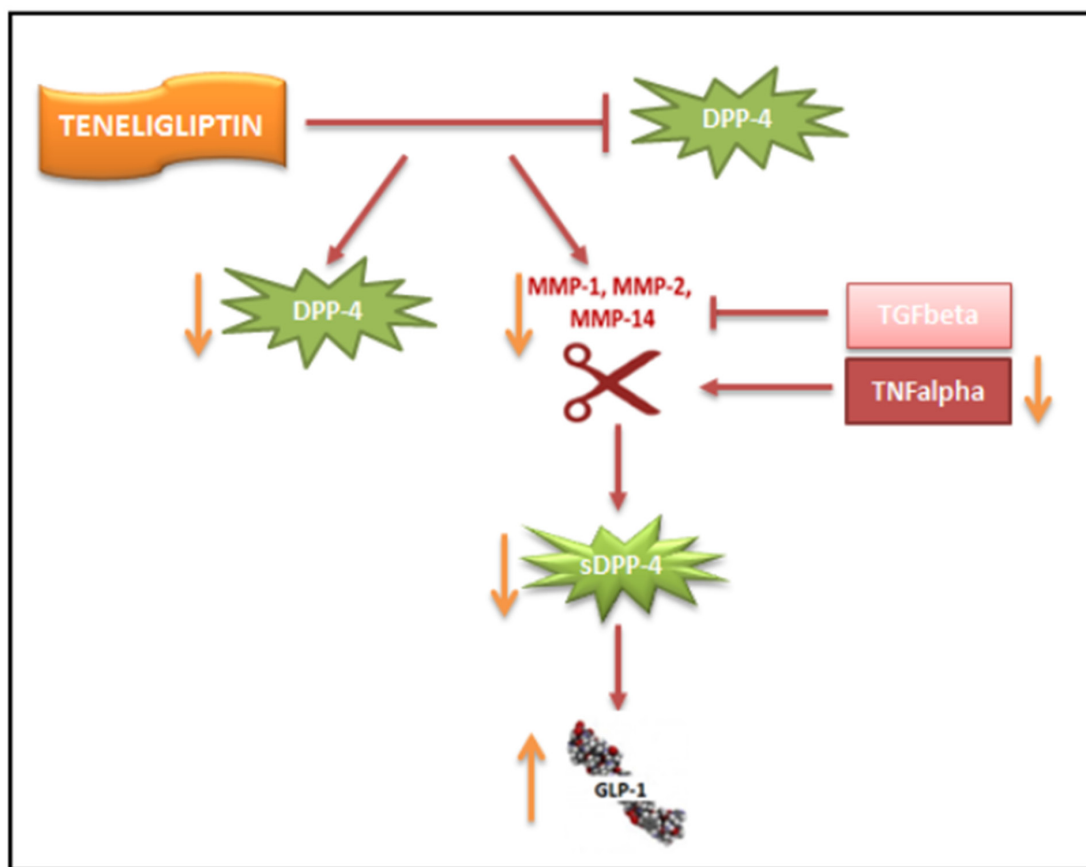 TENELIGLIPTIN
DPP-4
DPP-4
MMP-1, MMP-2,
MMP-14
TGFbeta
TNFalpha
sDPP-4
GLP-1